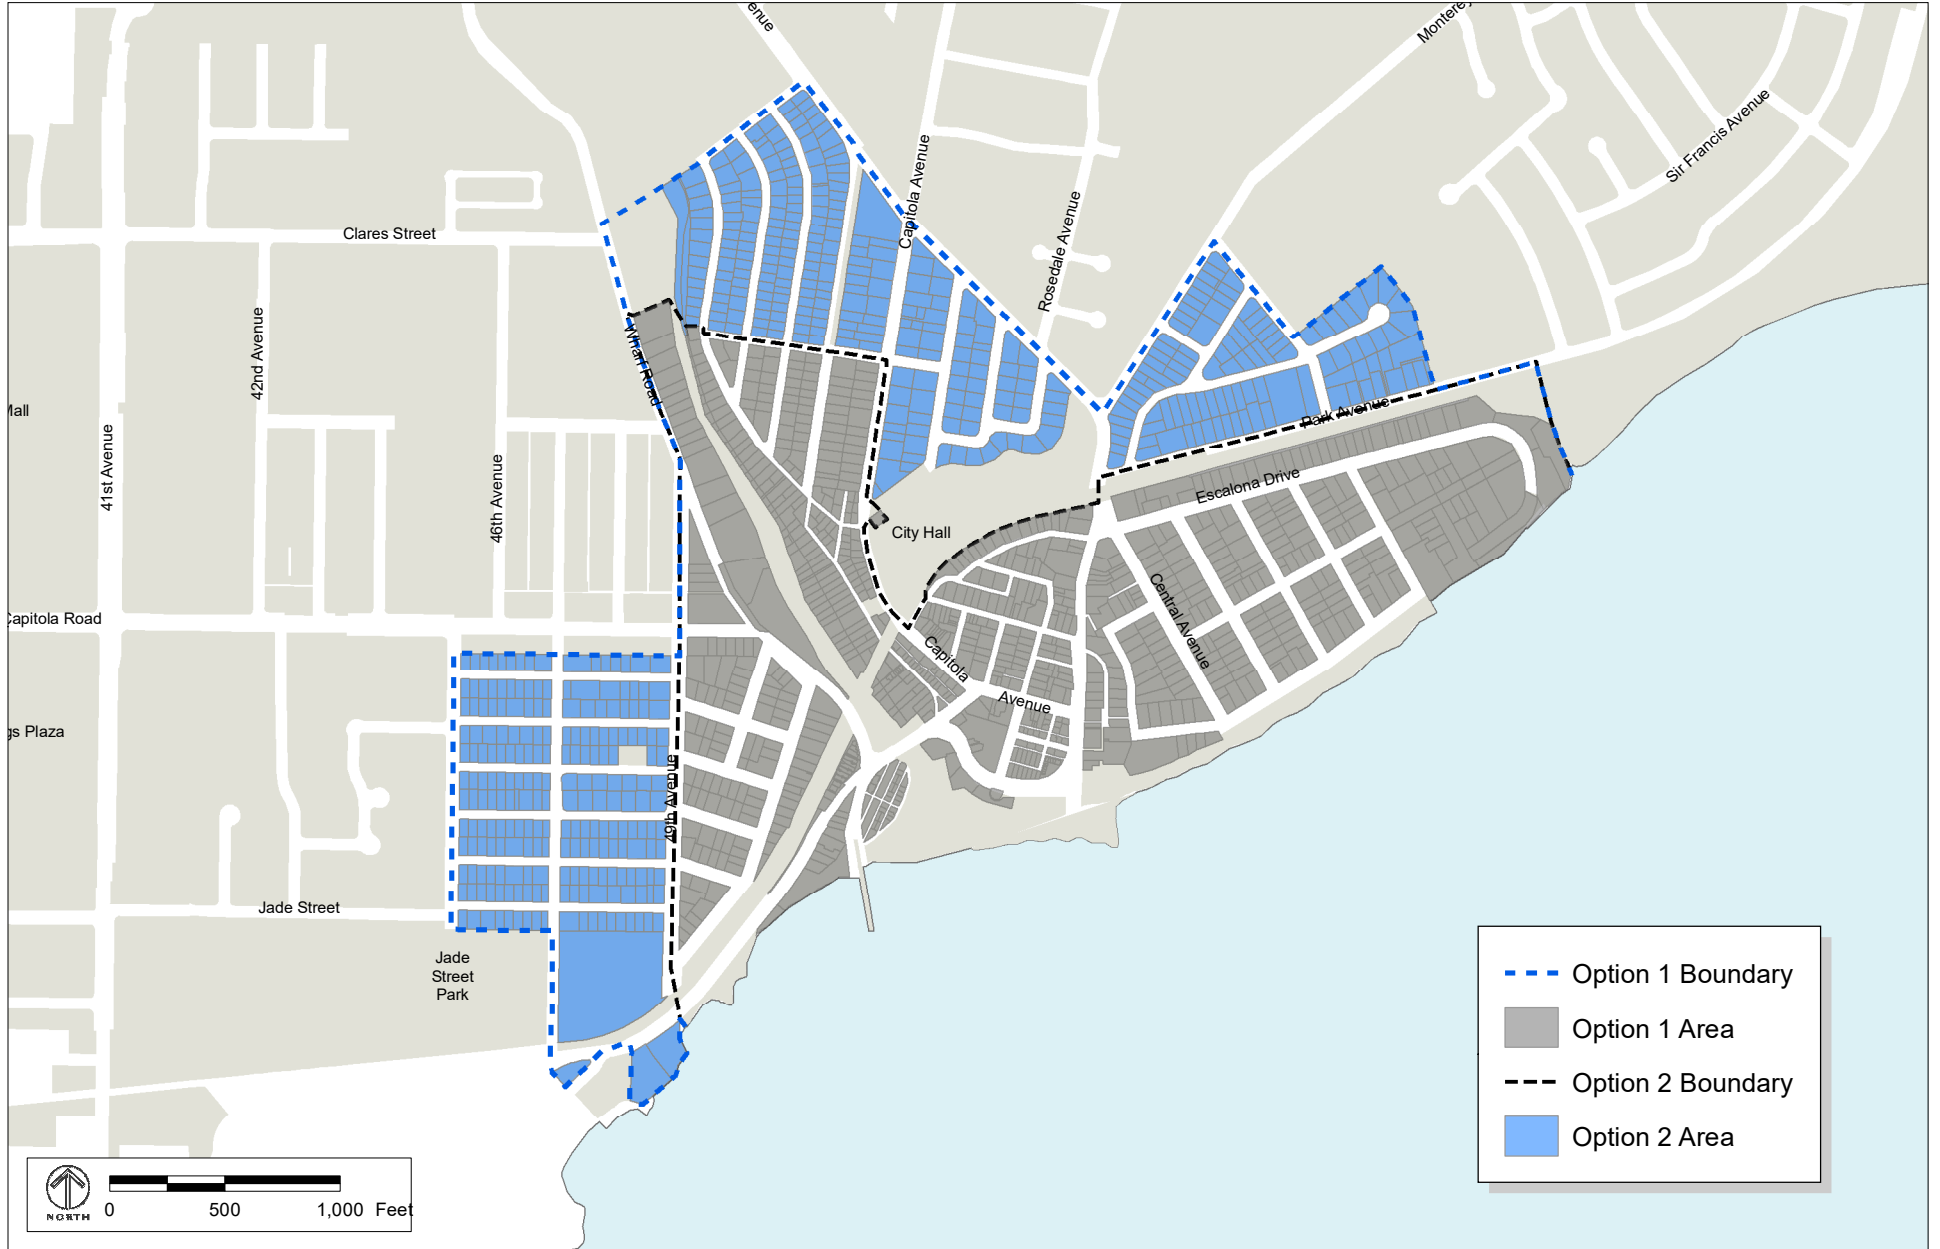 enue
Monterey
Sir Francis Avenue
Capitola Avenue
Rosedale Avenue
Clares Street
42nd Avenue
Wharf Road
Mall
Park Avenue
41st Avenue
46th Avenue
Escalona Drive
City Hall
Central Avenue
Capitola Road
Capitola
Avenue
gs Plaza
49th Avenue
Jade Street
Jade
Street
Park
Option 1 Boundary
Option 1 Area
Option 2 Boundary
Option 2 Area
NORTH
0 500 1,000 Feet